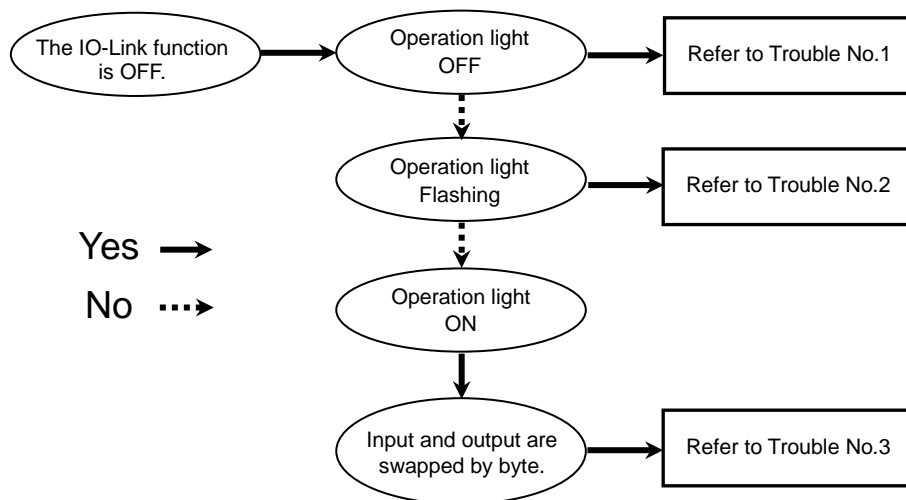 The IO-Link function
is OFF.
Operation light
OFF
Refer to Trouble No.1
Operation light
Flashing
Refer to Trouble No.2
Yes
No
Operation light
ON
Input and output are
swapped by byte.
Refer to Trouble No.3